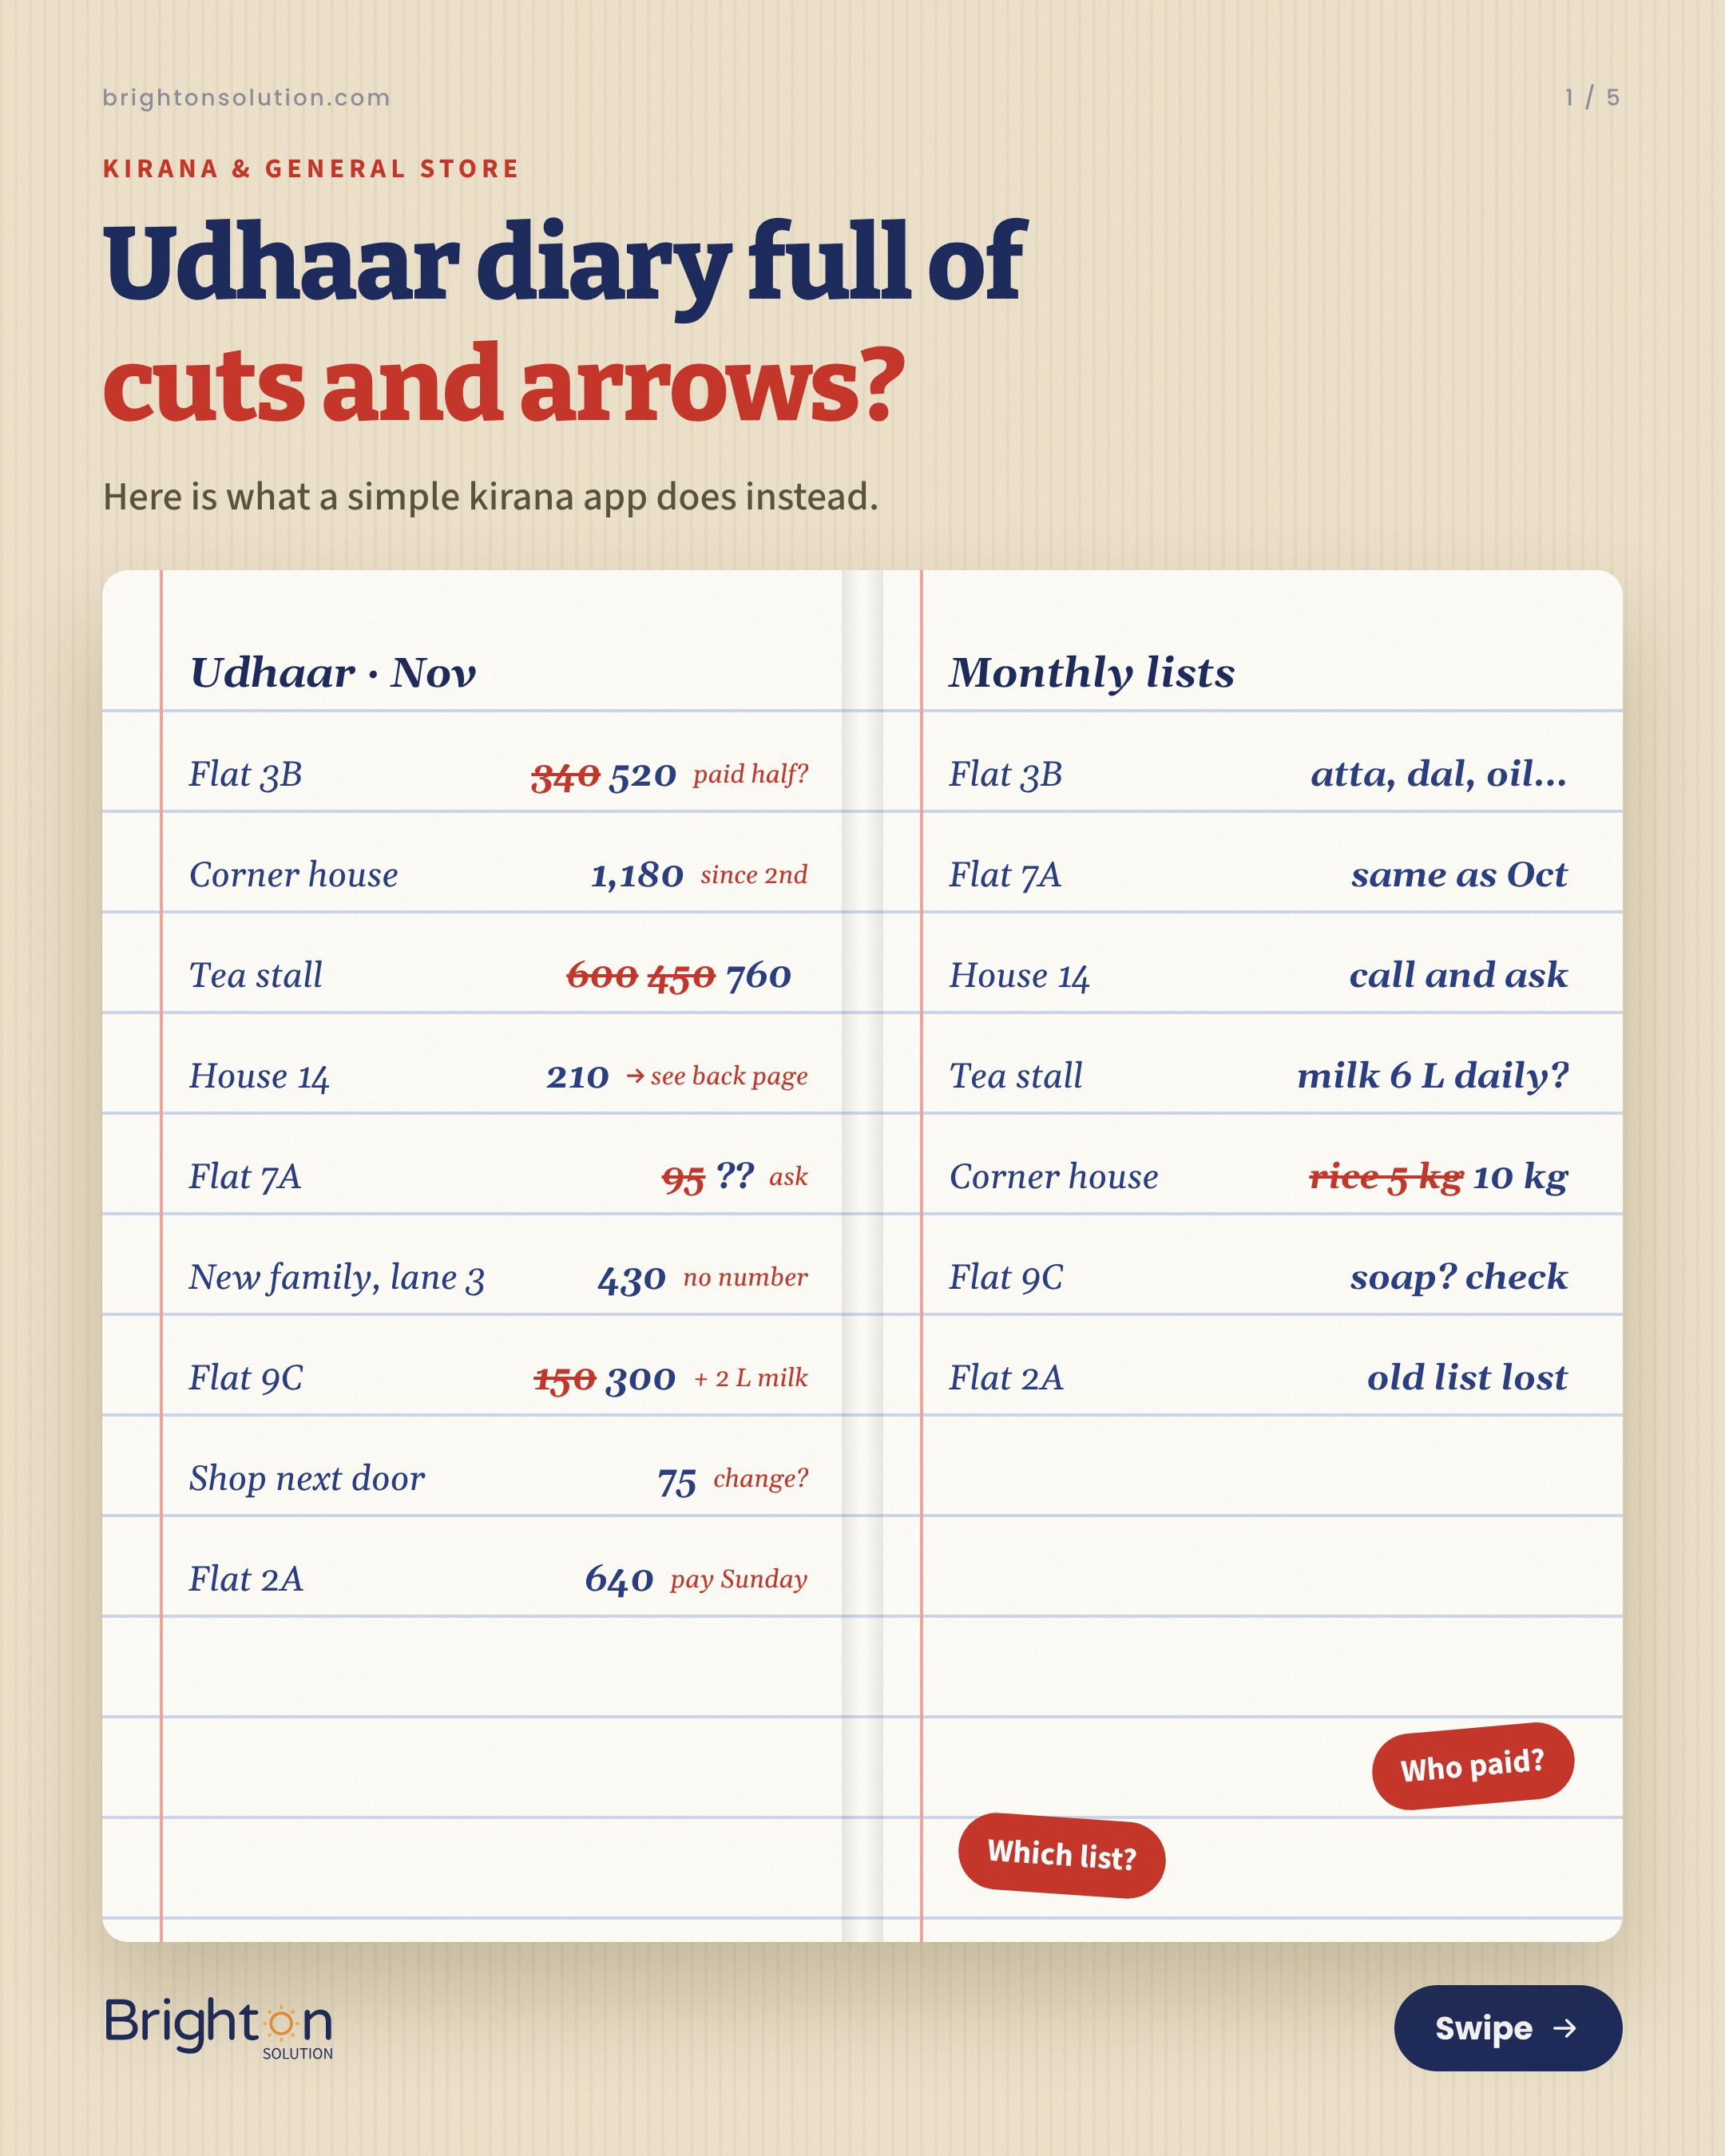 brightonsolution.com
1 / 5
KIRANA & GENERAL STORE
Udhaar diary full of
cuts and arrows?
Here is what a simple kirana app does instead.
Udhaar · Nov
Flat 3B 340 520 paid half?
Corner house 1,180 since 2nd
Tea stall 600 450 760
House 14 210 → see back page
Flat 7A 95 ?? ask
New family, lane 3 430 no number
Flat 9C 150 300 + 2 L milk
Shop next door 75 change?
Flat 2A 640 pay Sunday
Monthly lists
Flat 3B atta, dal, oil...
Flat 7A same as Oct
House 14 call and ask
Tea stall milk 6 L daily?
Corner house rice 5 kg 10 kg
Flat 9C soap? check
Flat 2A old list lost
Who paid?
Which list?
Brighton
SOLUTION
Swipe →